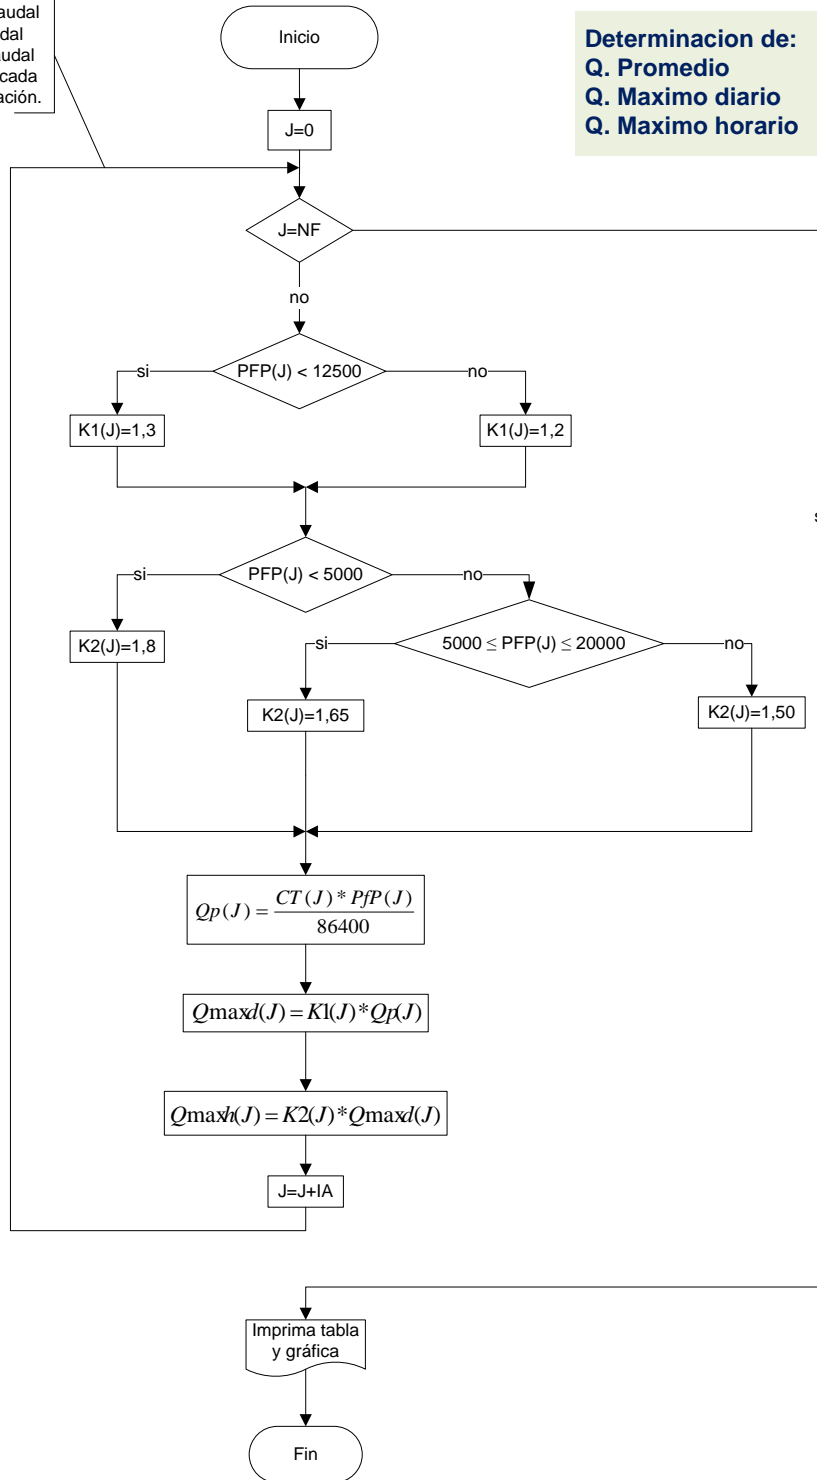 audal
dal
audal
cada
ación.
Inicio
Determinacion de:
Q. Promedio
Q. Maximo diario
Q. Maximo horario
J=0
J=NF
no
PFP(J) < 12500
si
no
K1(J)=1,3
K1(J)=1,2
s
PFP(J) < 5000
si
no
5000 ≤ PFP(J) ≤ 20000
si
no
K2(J)=1,8
K2(J)=1,65
K2(J)=1,50
Qp(J) = CT(J) * PfP(J) / 86400
Qmaxd(J) = K1(J)*Qp(J)
Qmaxh(J) = K2(J)*Qmaxd(J)
J=J+IA
Imprima tabla
y gráfica
Fin